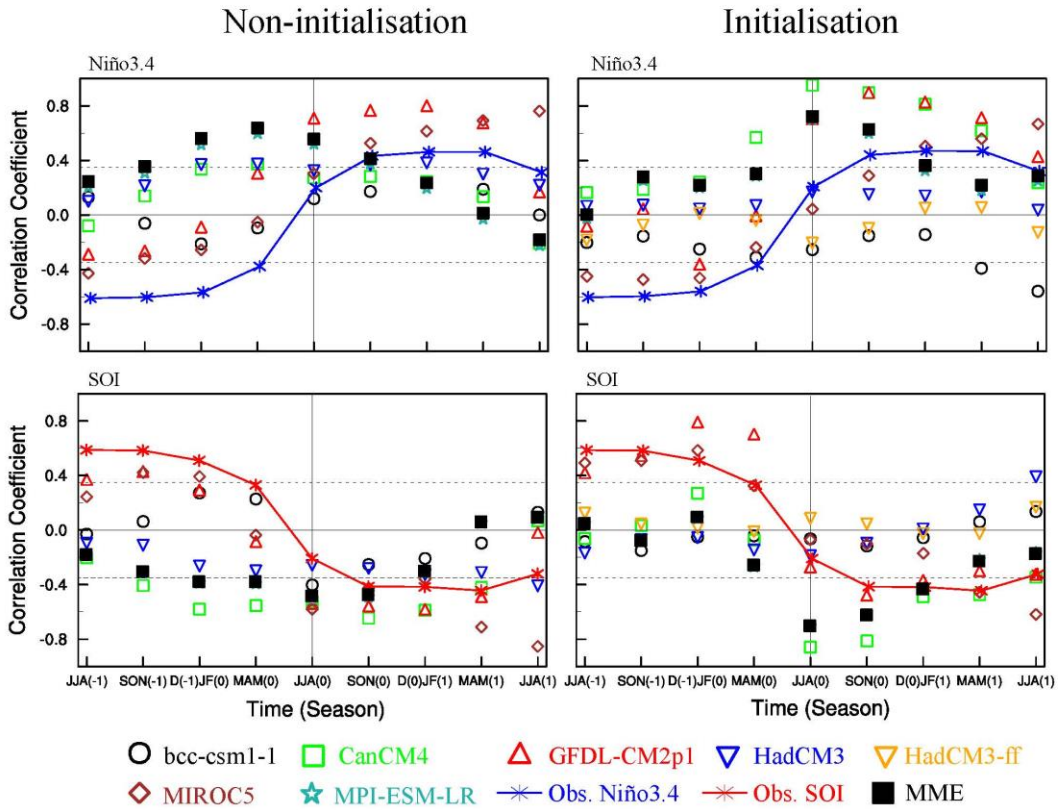 Non-initialisation Initialisation
Niño3.4 Niño3.4
Correlation Coefficient
0.8
0.4
0.0
-0.4
-0.8
SOI SOI
Correlation Coefficient
0.8
0.4
0.0
-0.4
-0.8
JJA(-1) SON(-1) D(-1)JF(0) MAM(0) JJA(0) SON(0) D(0)JF(1) MAM(1) JJA(1) JJA(-1) SON(-1) D(-1)JF(0) MAM(0) JJA(0) SON(0) D(0)JF(1) MAM(1) JJA(1)
Time (Season) Time (Season)
bcc-csm1-1 CanCM4 GFDL-CM2p1 HadCM3 HadCM3-ff
MIROC5 MPI-ESM-LR Obs. Niño3.4 Obs. SOI MME